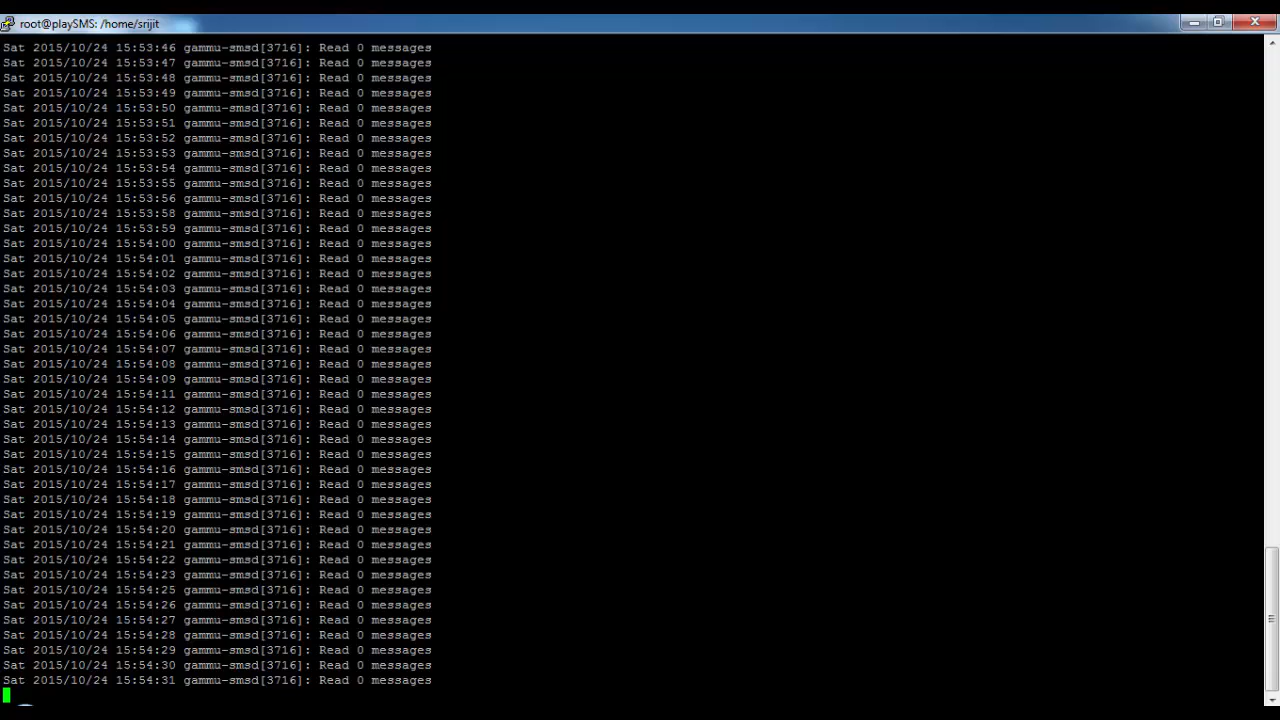 root@playSMS: /home/srijit
Sat 2015/10/24 15:53:46 gammu-smsd[3716]: Read 0 messages
Sat 2015/10/24 15:53:47 gammu-smsd[3716]: Read 0 messages
Sat 2015/10/24 15:53:48 gammu-smsd[3716]: Read 0 messages
Sat 2015/10/24 15:53:49 gammu-smsd[3716]: Read 0 messages
Sat 2015/10/24 15:53:50 gammu-smsd[3716]: Read 0 messages
Sat 2015/10/24 15:53:51 gammu-smsd[3716]: Read 0 messages
Sat 2015/10/24 15:53:52 gammu-smsd[3716]: Read 0 messages
Sat 2015/10/24 15:53:53 gammu-smsd[3716]: Read 0 messages
Sat 2015/10/24 15:53:54 gammu-smsd[3716]: Read 0 messages
Sat 2015/10/24 15:53:55 gammu-smsd[3716]: Read 0 messages
Sat 2015/10/24 15:53:56 gammu-smsd[3716]: Read 0 messages
Sat 2015/10/24 15:53:58 gammu-smsd[3716]: Read 0 messages
Sat 2015/10/24 15:53:59 gammu-smsd[3716]: Read 0 messages
Sat 2015/10/24 15:54:00 gammu-smsd[3716]: Read 0 messages
Sat 2015/10/24 15:54:01 gammu-smsd[3716]: Read 0 messages
Sat 2015/10/24 15:54:02 gammu-smsd[3716]: Read 0 messages
Sat 2015/10/24 15:54:03 gammu-smsd[3716]: Read 0 messages
Sat 2015/10/24 15:54:04 gammu-smsd[3716]: Read 0 messages
Sat 2015/10/24 15:54:05 gammu-smsd[3716]: Read 0 messages
Sat 2015/10/24 15:54:06 gammu-smsd[3716]: Read 0 messages
Sat 2015/10/24 15:54:07 gammu-smsd[3716]: Read 0 messages
Sat 2015/10/24 15:54:08 gammu-smsd[3716]: Read 0 messages
Sat 2015/10/24 15:54:09 gammu-smsd[3716]: Read 0 messages
Sat 2015/10/24 15:54:11 gammu-smsd[3716]: Read 0 messages
Sat 2015/10/24 15:54:12 gammu-smsd[3716]: Read 0 messages
Sat 2015/10/24 15:54:13 gammu-smsd[3716]: Read 0 messages
Sat 2015/10/24 15:54:14 gammu-smsd[3716]: Read 0 messages
Sat 2015/10/24 15:54:15 gammu-smsd[3716]: Read 0 messages
Sat 2015/10/24 15:54:16 gammu-smsd[3716]: Read 0 messages
Sat 2015/10/24 15:54:17 gammu-smsd[3716]: Read 0 messages
Sat 2015/10/24 15:54:18 gammu-smsd[3716]: Read 0 messages
Sat 2015/10/24 15:54:19 gammu-smsd[3716]: Read 0 messages
Sat 2015/10/24 15:54:20 gammu-smsd[3716]: Read 0 messages
Sat 2015/10/24 15:54:21 gammu-smsd[3716]: Read 0 messages
Sat 2015/10/24 15:54:22 gammu-smsd[3716]: Read 0 messages
Sat 2015/10/24 15:54:23 gammu-smsd[3716]: Read 0 messages
Sat 2015/10/24 15:54:25 gammu-smsd[3716]: Read 0 messages
Sat 2015/10/24 15:54:26 gammu-smsd[3716]: Read 0 messages
Sat 2015/10/24 15:54:27 gammu-smsd[3716]: Read 0 messages
Sat 2015/10/24 15:54:28 gammu-smsd[3716]: Read 0 messages
Sat 2015/10/24 15:54:29 gammu-smsd[3716]: Read 0 messages
Sat 2015/10/24 15:54:30 gammu-smsd[3716]: Read 0 messages
Sat 2015/10/24 15:54:31 gammu-smsd[3716]: Read 0 messages